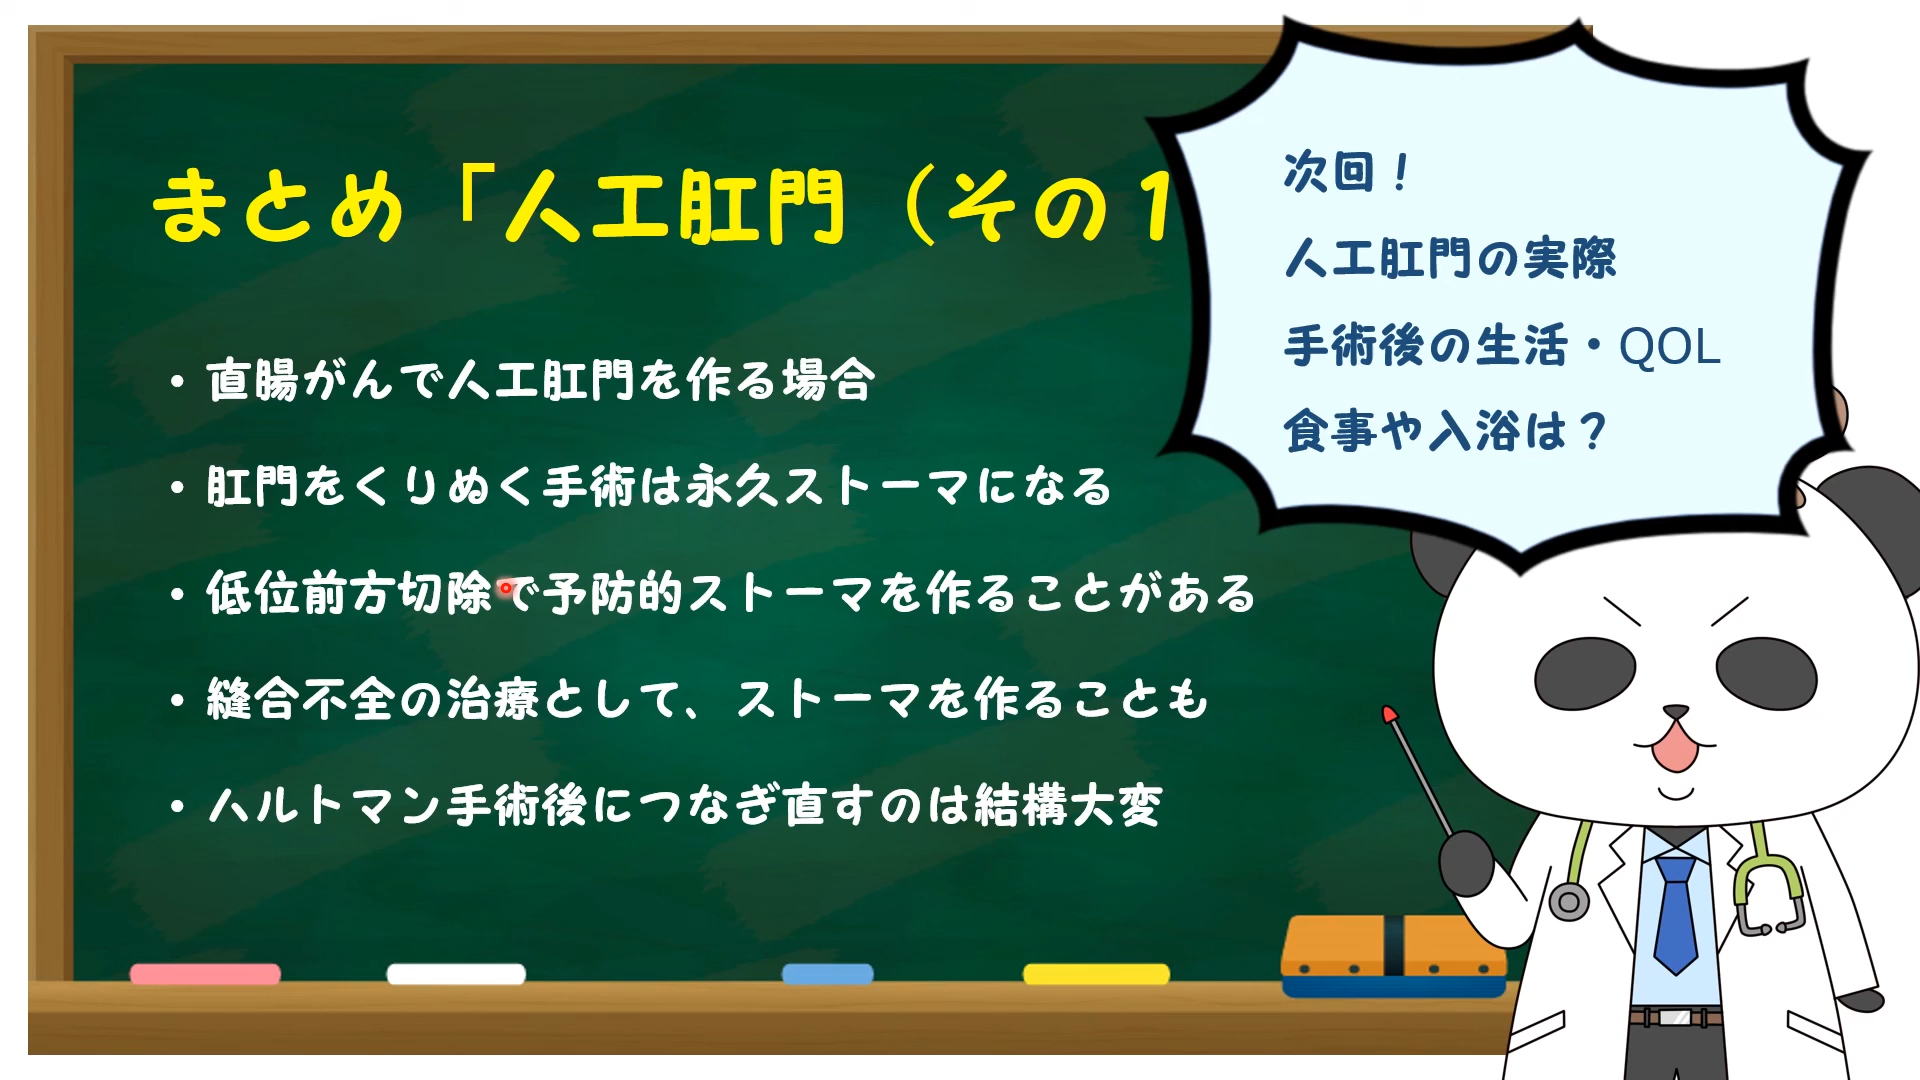 まとめ「人工肛門（その１
・直腸がんで人工肛門を作る場合
・肛門をくりぬく手術は永久ストーマになる
・低位前方切除で予防的ストーマを作ることがある
・縫合不全の治療として、ストーマを作ることも
・ハルトマン手術後につなぎ直すのは結構大変
次回！
人工肛門の実際
手術後の生活・QOL
食事や入浴は？